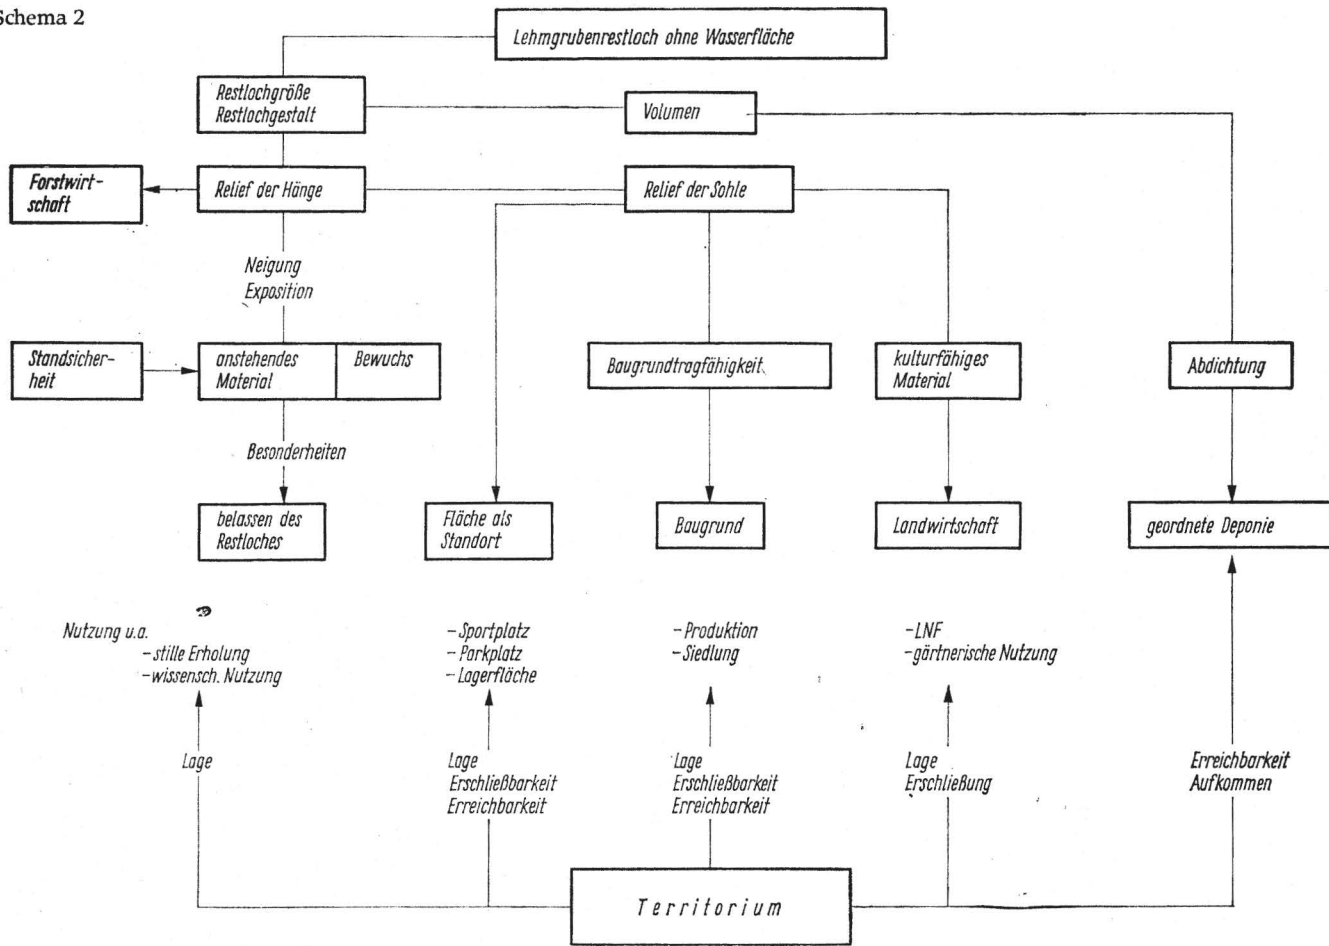 Schema 2
Lehmgrubenrestloch ohne Wasserfläche
Restlochgröße
Restlochgestalt
Volumen
Forstwirt-
schaft
Relief der Hänge
Relief der Sohle
Neigung
Exposition
Standsicher-
heit
anstehendes
Material
Bewuchs
Baugrundtragfähigkeit
kulturfähiges
Material
Abdichtung
Besonderheiten
belassen des
Restloches
Fläche als
Standort
Baugrund
Landwirtschaft
geordnete Deponie
Nutzung u.a.
-stille Erholung
-wissensch. Nutzung
-Sportplatz
-Parkplatz
-Lagerfläche
-Produktion
-Siedlung
-LNF
-gärtnerische Nutzung
Lage
Lage
Erschließbarkeit
Erreichbarkeit
Lage
Erschließbarkeit
Erreichbarkeit
Lage
Erschließung
Erreichbarkeit
Aufkommen
Territorium